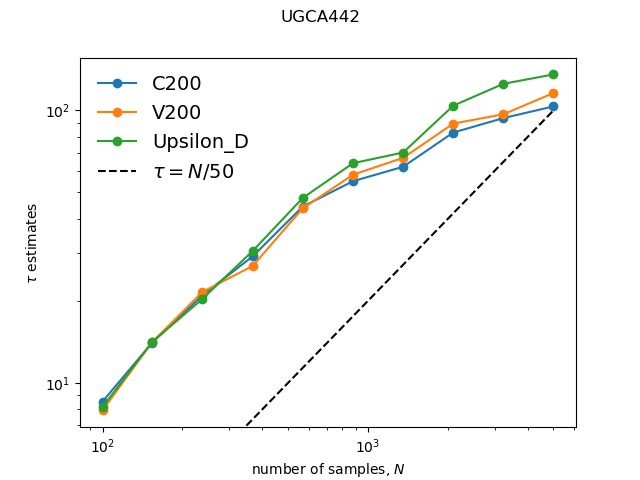 UGCA442
C200
V200
Upsilon_D
τ = N/50
τ estimates
10²
10¹
10²
10³
number of samples, N